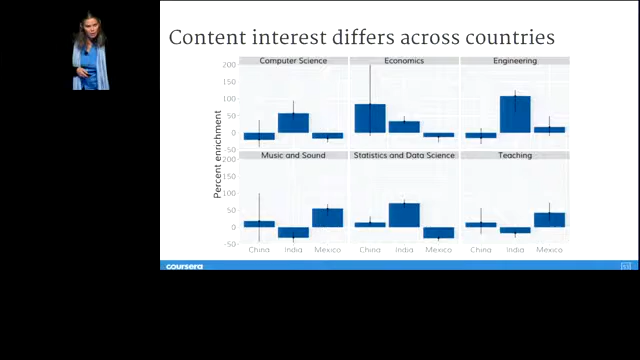 Content interest differs across countries
Computer Science
Economics
Engineering
200
150
100
50
0
-50
Music and Sound
Statistics and Data Science
Teaching
200
150
100
50
0
-50
Percent enrichment
China India Mexico China India Mexico China India Mexico
coursera